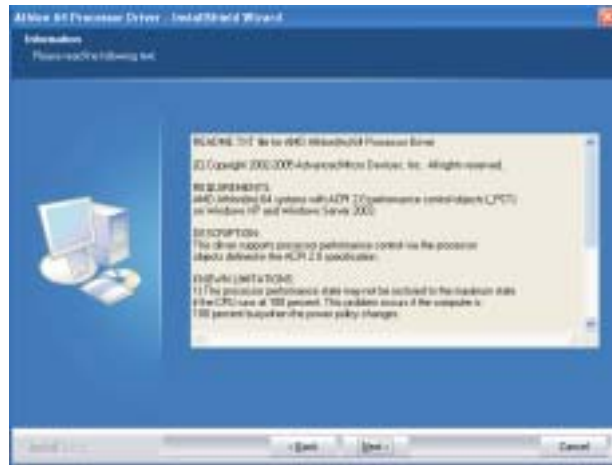 Athlon 64 Processor Driver - InstallShield Wizard
Information
Please read the following text.
README.TXT file for AMD Athlon(tm) 64 Processor Driver
(C) Copyright 2002-2005 Advanced Micro Devices, Inc. All rights reserved.
REQUIREMENTS
AMD Athlon(tm) 64 systems with ACPI 2.0 performance control objects (_PCT)
on Windows XP and Windows Server 2003.
DESCRIPTION
This driver supports processor performance control via the processor
objects defined in the ACPI 2.0 specification.
KNOWN LIMITATIONS
1) The processor performance state may not be restored to the maximum state
if the CPU runs at 100 percent. This problem occurs if the computer is
100 percent busy when the power policy changes.
< Back
Next >
Cancel